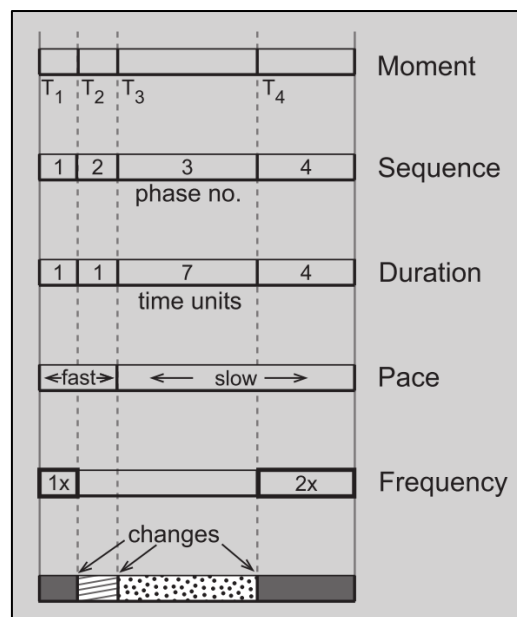 Moment
T1 T2 T3 T4
1 2 3 4 Sequence
phase no.
1 1 7 4 Duration
time units
fast slow Pace
1x 2x Frequency
changes